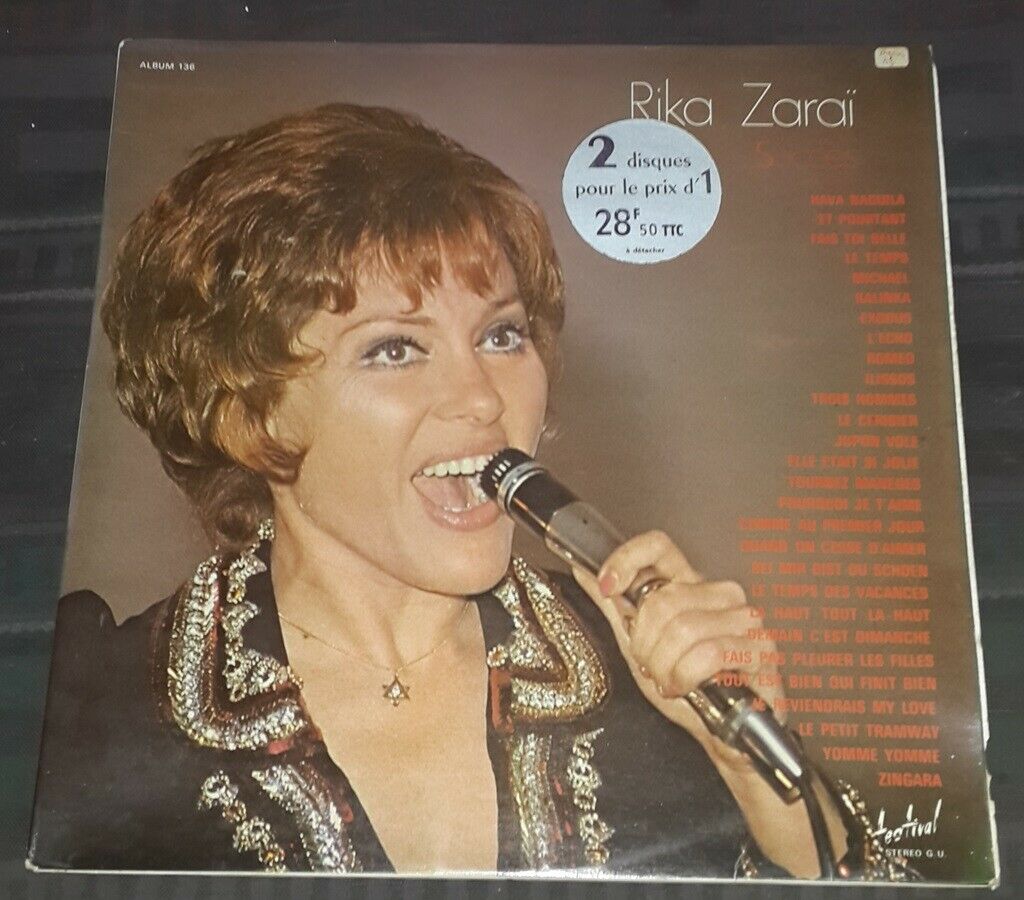 ALBUM 136
Rika Zaraï
2 disques
pour le prix d'1
28F 50 TTC
à détacher
HAVA NAGUILA
ET POURTANT
FAIS TOI BELLE
LE TEMPS
MICHAEL
KALINKA
EXODUS
L'ECHO
ROMEO
ILISSOS
TROIS HOMMES
LE CERISIER
JUPON VOLE
ELLE ETAIT SI JOLIE
TOURNEZ MANEGES
POURQUOI JE T'AIME
COMME AU PREMIER JOUR
QUAND ON CESSE D'AIMER
BEI MIR BIST DU SCHOEN
LE TEMPS DES VACANCES
LA HAUT TOUT LA HAUT
DEMAIN C'EST DIMANCHE
FAIS PAS PLEURER LES FILLES
TOUT EST BIEN QUI FINIT BIEN
JE REVIENDRAIS MY LOVE
LE PETIT TRAMWAY
YOMME YOMME
ZINGARA
festival
STEREO G.U.